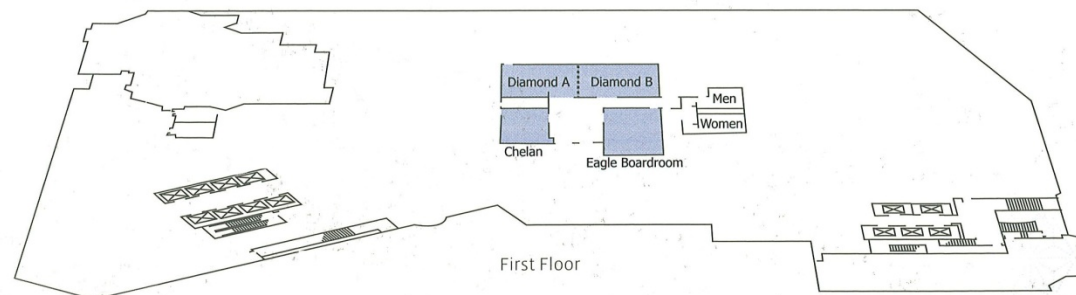 Diamond A
Diamond B
Men
Women
Chelan
Eagle Boardroom
First Floor